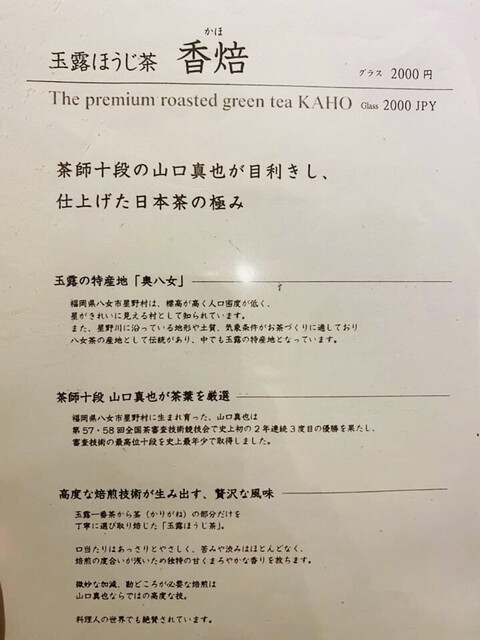 かほ
玉露ほうじ茶 香焙 グラス 2000円
The premium roasted green tea KAHO Glass 2000 JPY
茶師十段の山口真也が目利きし、
仕上げた日本茶の極み
玉露の特産地「奥八女」
福岡県八女市星野村は、標高が高く人口密度が低く、
星がきれいに見える村として知られています。
また、星野川に沿っている地形や土質、気象条件がお茶づくりに適しており
八女茶の産地として伝統があり、中でも玉露の特産地となっています。
茶師十段 山口真也が茶葉を厳選
福岡県八女市星野村に生まれ育った、山口真也は
第57・58回全国茶審査技術競技会で史上初の2年連続3度目の優勝を果たし、
審査技術の最高位十段を史上最年少で取得しました。
高度な焙煎技術が生み出す、贅沢な風味
玉露一番茶から茎（かりがね）の部分だけを
丁寧に選び取り焙じた「玉露ほうじ茶」。
口当たりはあっさりとやさしく、苦みや渋みはほとんどなく、
焙煎の度合いが浅いため独特の甘くまろやかな香りを放ちます。
微妙な加減、勘どころが必要な焙煎は
山口真也ならではの高度な技。
料理人の世界でも絶賛されています。